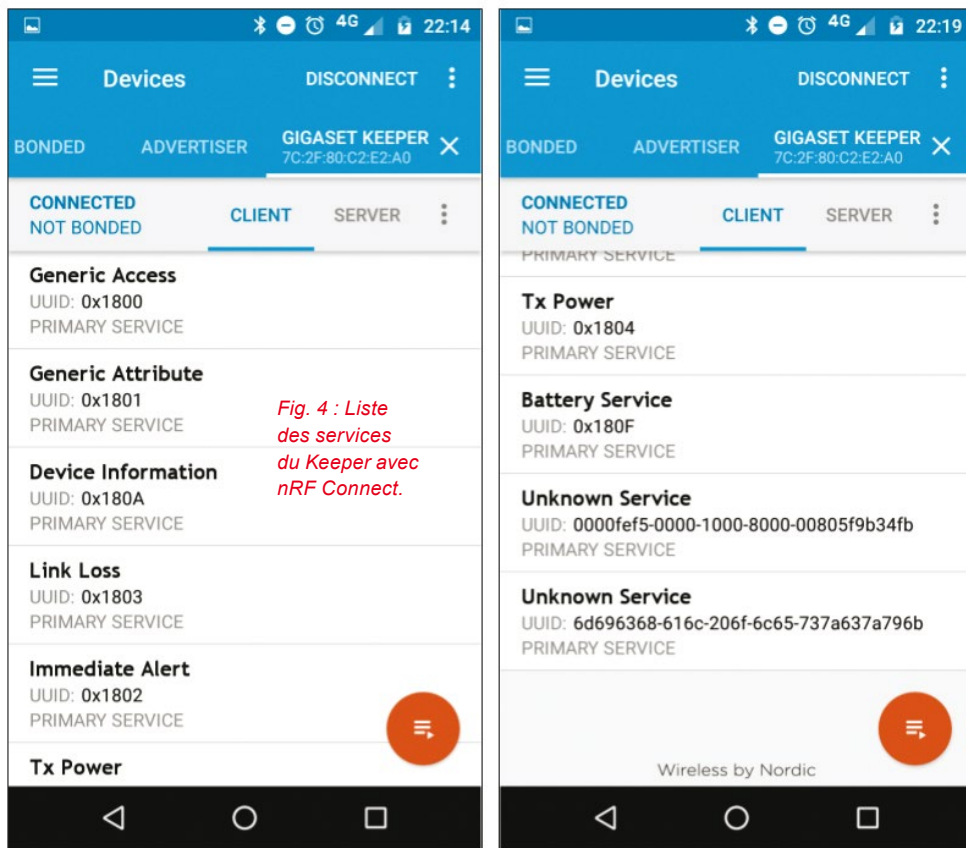 4G 22:14
Devices DISCONNECT
BONDED ADVERTISER GIGASET KEEPER
7C:2F:80:C2:E2:A0
CONNECTED
NOT BONDED
CLIENT SERVER
Generic Access
UUID: 0x1800
PRIMARY SERVICE
Generic Attribute
UUID: 0x1801
PRIMARY SERVICE
Device Information
UUID: 0x180A
PRIMARY SERVICE
Link Loss
UUID: 0x1803
PRIMARY SERVICE
Immediate Alert
UUID: 0x1802
PRIMARY SERVICE
Tx Power
Fig. 4 : Liste
des services
du Keeper avec
nRF Connect.
4G 22:19
Devices DISCONNECT
BONDED ADVERTISER GIGASET KEEPER
7C:2F:80:C2:E2:A0
CONNECTED
NOT BONDED
CLIENT SERVER
PRIMARY SERVICE
Tx Power
UUID: 0x1804
PRIMARY SERVICE
Battery Service
UUID: 0x180F
PRIMARY SERVICE
Unknown Service
UUID: 0000fef5-0000-1000-8000-00805f9b34fb
PRIMARY SERVICE
Unknown Service
UUID: 6d696368-616c-206f-6c65-737a637a796b
PRIMARY SERVICE
Wireless by Nordic